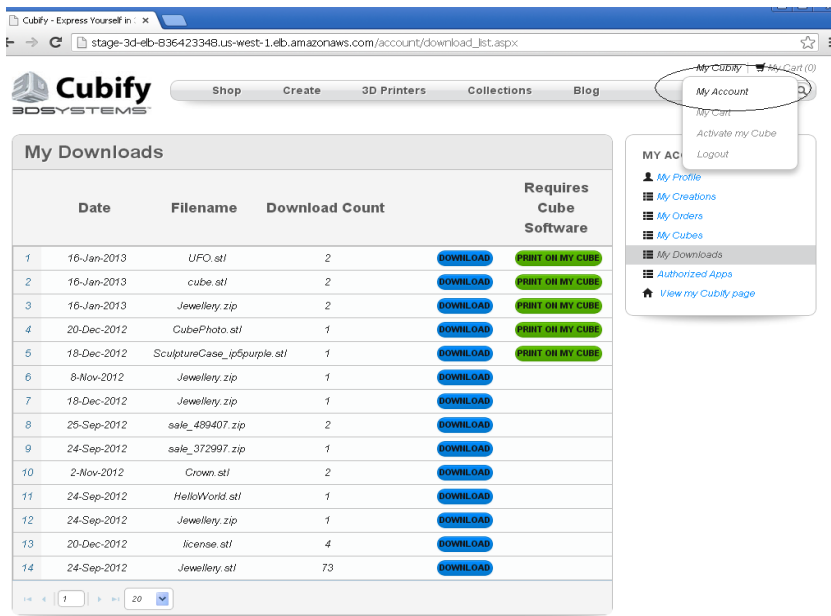 Cubify - Express Yourself in
stage-3d-elb-836423348.us-west-1.elb.amazonaws.com/account/download_list.aspx
My Cubify My Cart (0)
Cubify
3DSYSTEMS™
Shop Create 3D Printers Collections Blog
My Account
My Cart
Activate my Cube
Logout
My Downloads
Date Filename Download Count Requires Cube Software
1 16-Jan-2013 UFO.stl 2 DOWNLOAD PRINT ON MY CUBE
2 16-Jan-2013 cube.stl 2 DOWNLOAD PRINT ON MY CUBE
3 16-Jan-2013 Jewellery.zip 2 DOWNLOAD PRINT ON MY CUBE
4 20-Dec-2012 CubePhoto.stl 1 DOWNLOAD PRINT ON MY CUBE
5 18-Dec-2012 SculptureCase_ip5purple.stl 1 DOWNLOAD PRINT ON MY CUBE
6 8-Nov-2012 Jewellery.zip 1 DOWNLOAD
7 18-Dec-2012 Jewellery.zip 1 DOWNLOAD
8 25-Sep-2012 sale_489407.zip 2 DOWNLOAD
9 24-Sep-2012 sale_372997.zip 1 DOWNLOAD
10 2-Nov-2012 Crown.stl 2 DOWNLOAD
11 24-Sep-2012 HelloWorld.stl 1 DOWNLOAD
12 24-Sep-2012 Jewellery.zip 1 DOWNLOAD
13 20-Dec-2012 license.stl 4 DOWNLOAD
14 24-Sep-2012 Jewellery.stl 73 DOWNLOAD
1 20
MY AC
My Profile
My Creations
My Orders
My Cubes
My Downloads
Authorized Apps
View my Cubify page